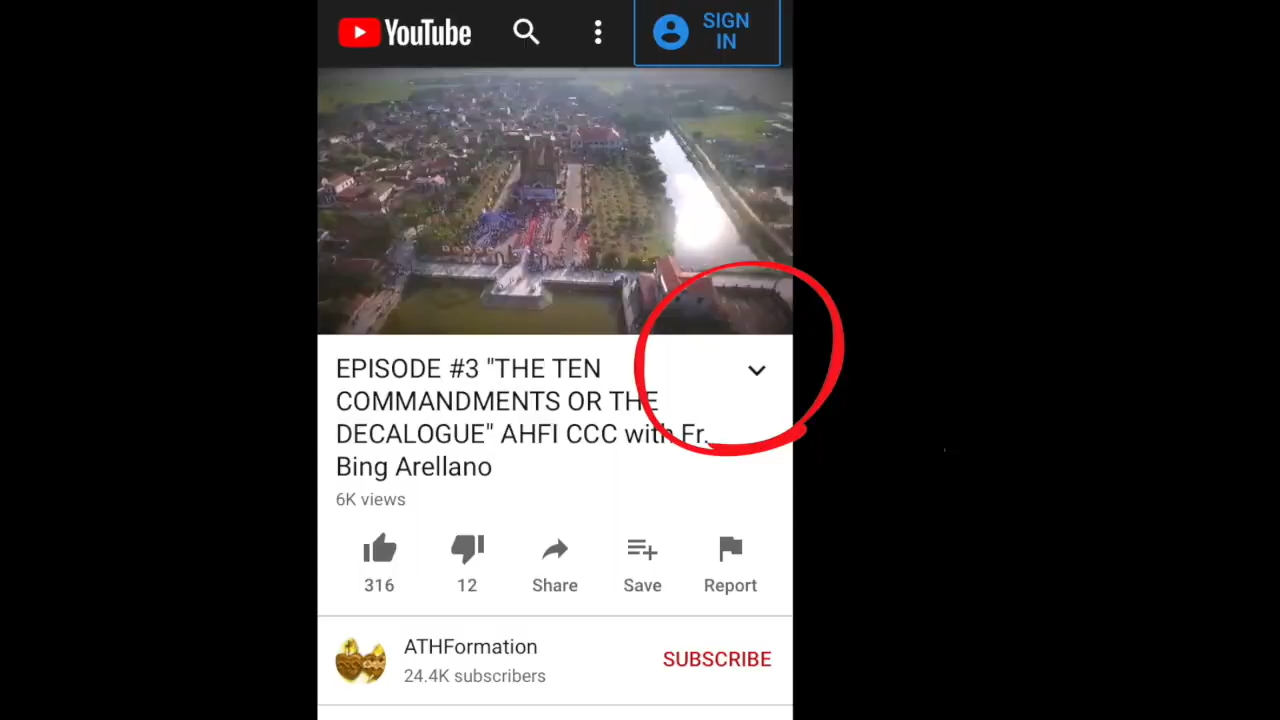 YouTube
SIGN
IN
EPISODE #3 "THE TEN
COMMANDMENTS OR THE
DECALOGUE" AHFI CCC with Fr.
Bing Arellano
6K views
316
12
Share
Save
Report
ATHFormation
24.4K subscribers
SUBSCRIBE